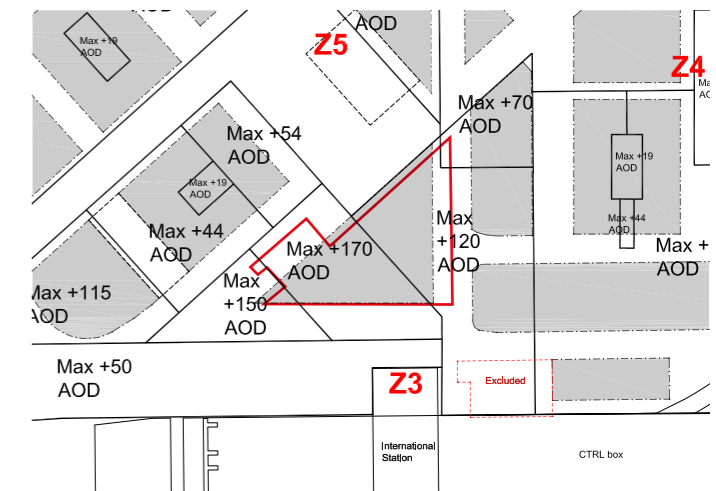 AOD
AOD
Z5
Max +19
AOD
Z4
Max +70
AOD
Max +54
AOD
Max +19
AOD
Max +19
AOD
Max +44
AOD
Max +44
AOD
Max
+120
AOD
Max +170
AOD
Max +
AOD
Max
+150
AOD
Max +115
AOD
Max +50
AOD
Z3
Excluded
International
Station
CTRL box